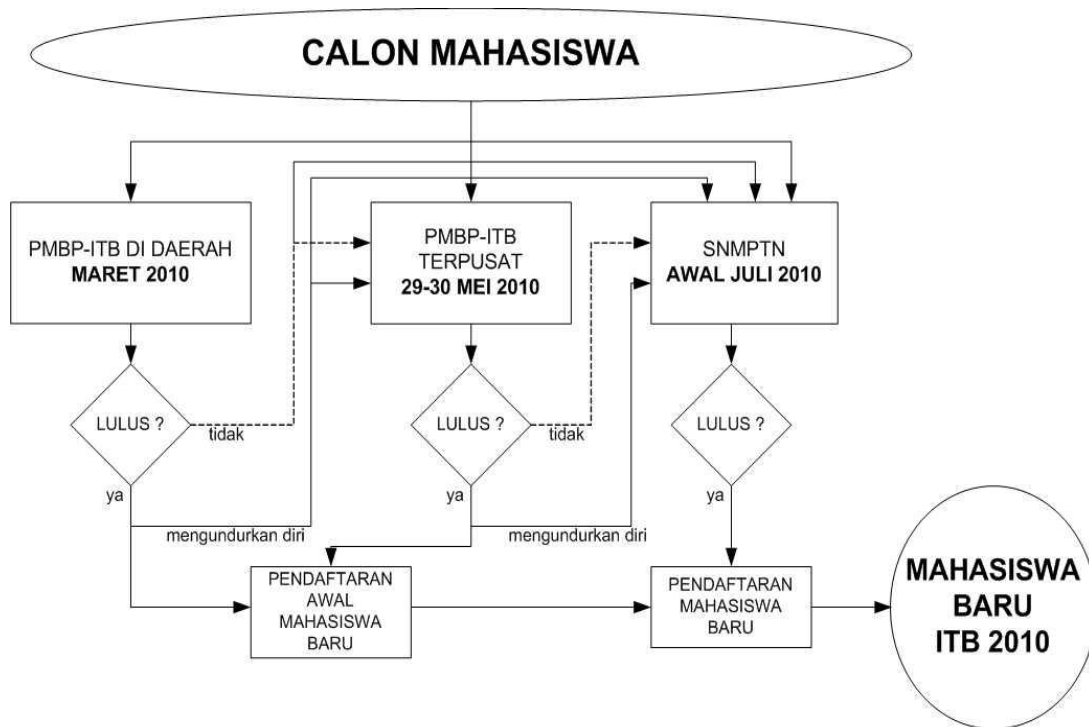 CALON MAHASISWA
PMBP-ITB DI DAERAH
MARET 2010
PMBP-ITB
TERPUSAT
29-30 MEI 2010
SNMPTN
AWAL JULI 2010
LULUS ?
tidak
LULUS ?
tidak
LULUS ?
ya
mengundurkan diri
ya
mengundurkan diri
ya
PENDAFTARAN
AWAL
MAHASISWA
BARU
PENDAFTARAN
MAHASISWA
BARU
MAHASISWA
BARU
ITB 2010